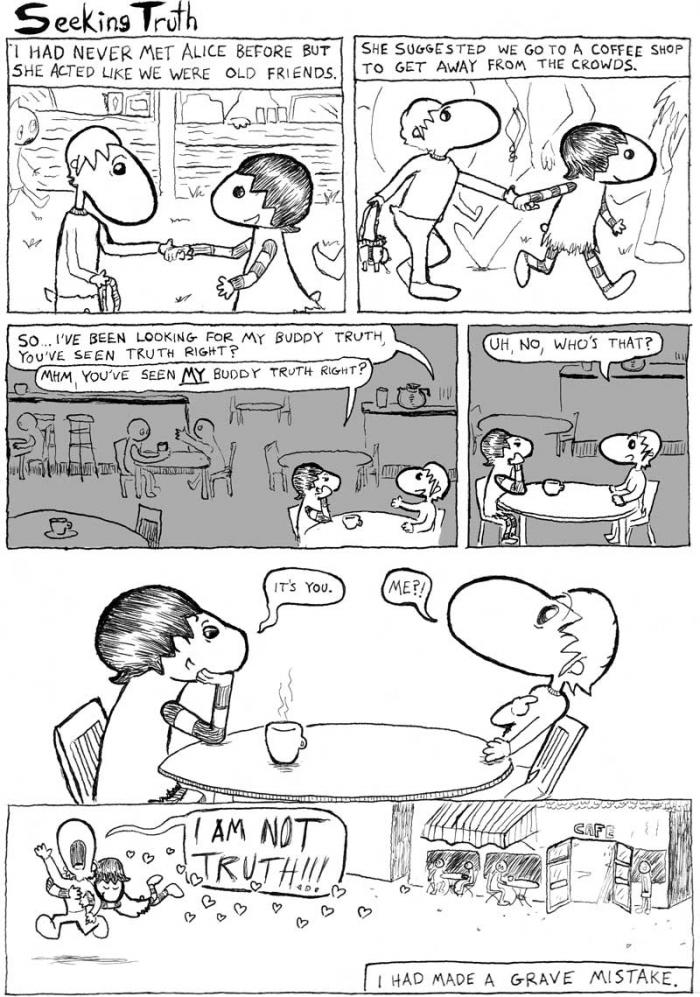 Seeking Truth
I HAD NEVER MET ALICE BEFORE BUT
SHE ACTED LIKE WE WERE OLD FRIENDS.
SHE SUGGESTED WE GO TO A COFFEE SHOP
TO GET AWAY FROM THE CROWDS.
SO... I'VE BEEN LOOKING FOR MY BUDDY TRUTH,
YOU'VE SEEN TRUTH RIGHT?
MHM, YOU'VE SEEN MY BUDDY TRUTH RIGHT?
UH, NO, WHO'S THAT?
IT'S YOU.
ME?!
I AM NOT
TRUTH!!!
CAFE
I HAD MADE A GRAVE MISTAKE.